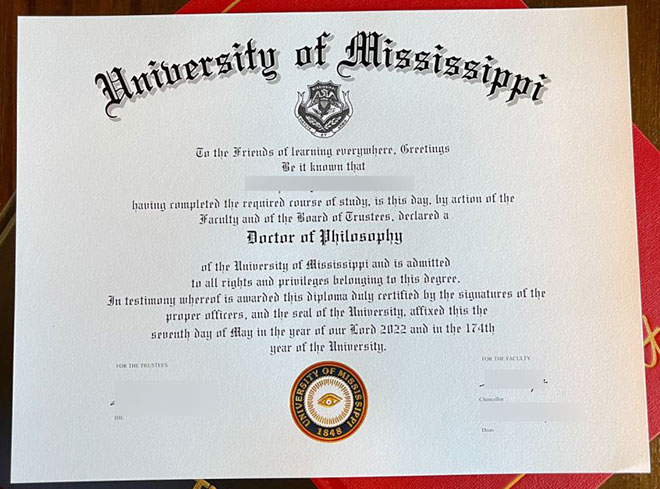 University of Mississippi
To the Friends of learning everywhere, Greetings
Be it known that
having completed the required course of study, is this day, by action of the
Faculty and of the Board of Trustees, declared a
Doctor of Philosophy
of the University of Mississippi and is admitted
to all rights and privileges belonging to this degree.
In testimony whereof is awarded this diploma duly certified by the signatures of the
proper officers, and the seal of the University, affixed this the
seventh day of May in the year of our Lord 2022 and in the 174th
year of the University.
FOR THE TRUSTEES
FOR THE FACULTY
Chancellor
Dean
UNIVERSITY OF MISSISSIPPI
1848